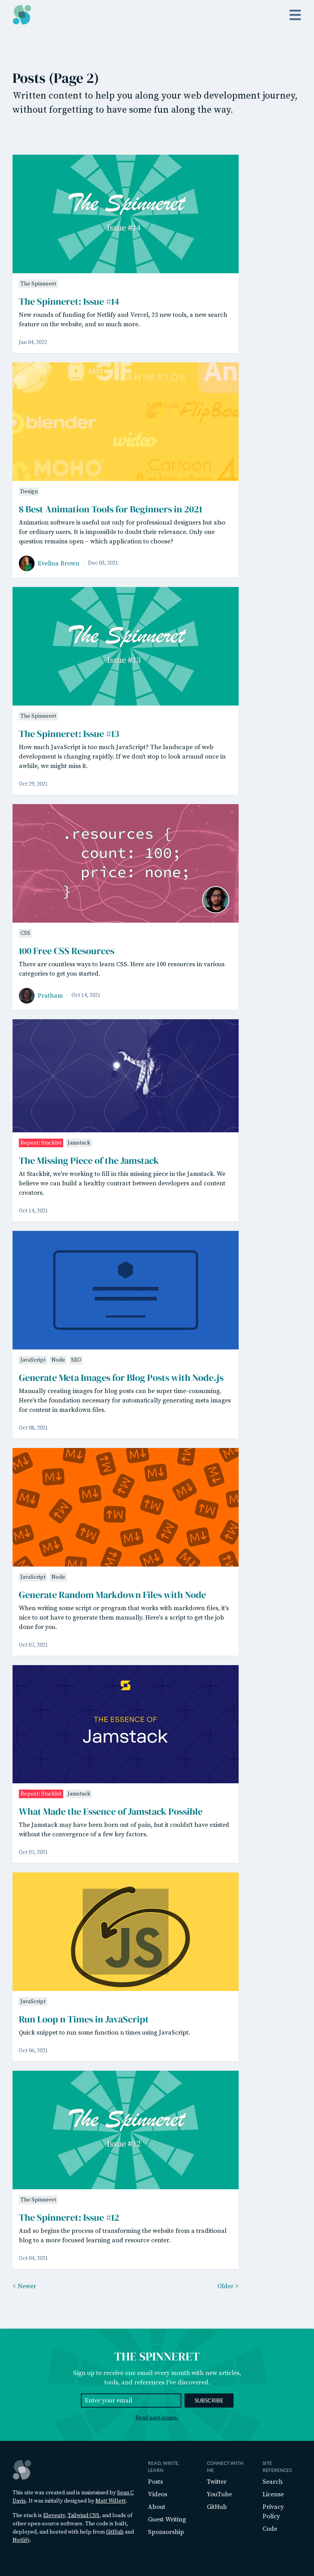 Posts (Page 2)
Written content to help you along your web development journey,
without forgetting to have some fun along the way.
The Spinneret
Issue #14
The Spinneret
The Spinneret: Issue #14
New rounds of funding for Netlify and Vercel, 23 new tools, a new search
feature on the website, and so much more.
Jan 04, 2022
GIF
ANIMATOR
An
blender
FlipBoo
wideo
MOHO
Cartoon
Animator 4
Design
8 Best Animation Tools for Beginners in 2021
Animation software is useful not only for professional designers but also
for ordinary users. It is impossible to doubt their relevance. Only one
question remains open – which application to choose?
Evelina Brown
Dec 03, 2021
The Spinneret
Issue #13
The Spinneret
The Spinneret: Issue #13
How much JavaScript is too much JavaScript? The landscape of web
development is changing rapidly. If we don't stop to look around once in
awhile, we might miss it.
Oct 29, 2021
.resources {
count: 100;
price: none;
}
CSS
100 Free CSS Resources
There are countless ways to learn CSS. Here are 100 resources in various
categories to get you started.
Pratham
Oct 14, 2021
Repost: Stackbit
Jamstack
The Missing Piece of the Jamstack
At Stackbit, we're working to fill in this missing piece in the Jamstack. We
believe we can build a healthy contract between developers and content
creators.
Oct 14, 2021
JavaScript
Node
SEO
Generate Meta Images for Blog Posts with Node.js
Manually creating images for blog posts can be super time-consuming.
Here's the foundation necessary for automatically generating meta images
for content in markdown files.
Oct 08, 2021
JavaScript
Node
Generate Random Markdown Files with Node
When writing some script or program that works with markdown files, it's
nice to not have to generate them manually. Here's a script to get the job
done for you.
Oct 07, 2021
THE ESSENCE OF
Jamstack
Repost: Stackbit
Jamstack
What Made the Essence of Jamstack Possible
The Jamstack may have been born out of pain, but it couldn't have existed
without the convergence of a few key factors.
Oct 07, 2021
JS
JavaScript
Run Loop n Times in JavaScript
Quick snippet to run some function n times using JavaScript.
Oct 06, 2021
The Spinneret
Issue #12
The Spinneret
The Spinneret: Issue #12
And so begins the process of transforming the website from a traditional
blog to a more focused learning and resource center.
Oct 04, 2021
< Newer
Older >
THE SPINNERET
Sign up to receive one email every month with new articles,
tools, and references I've discovered.
Enter your email
SUBSCRIBE
Read past issues.
This site was created and is maintained by Sean C
Davis. It was initially designed by Matt Willett.
The stack is Eleventy, Tailwind CSS, and loads of
other open source software. The code is built,
deployed, and hosted with help from GitHub and
Netlify.
READ, WRITE,
LEARN
Posts
Videos
About
Guest Writing
Sponsorship
CONNECT WITH
ME
Twitter
YouTube
GitHub
SITE
REFERENCES
Search
License
Privacy
Policy
Code